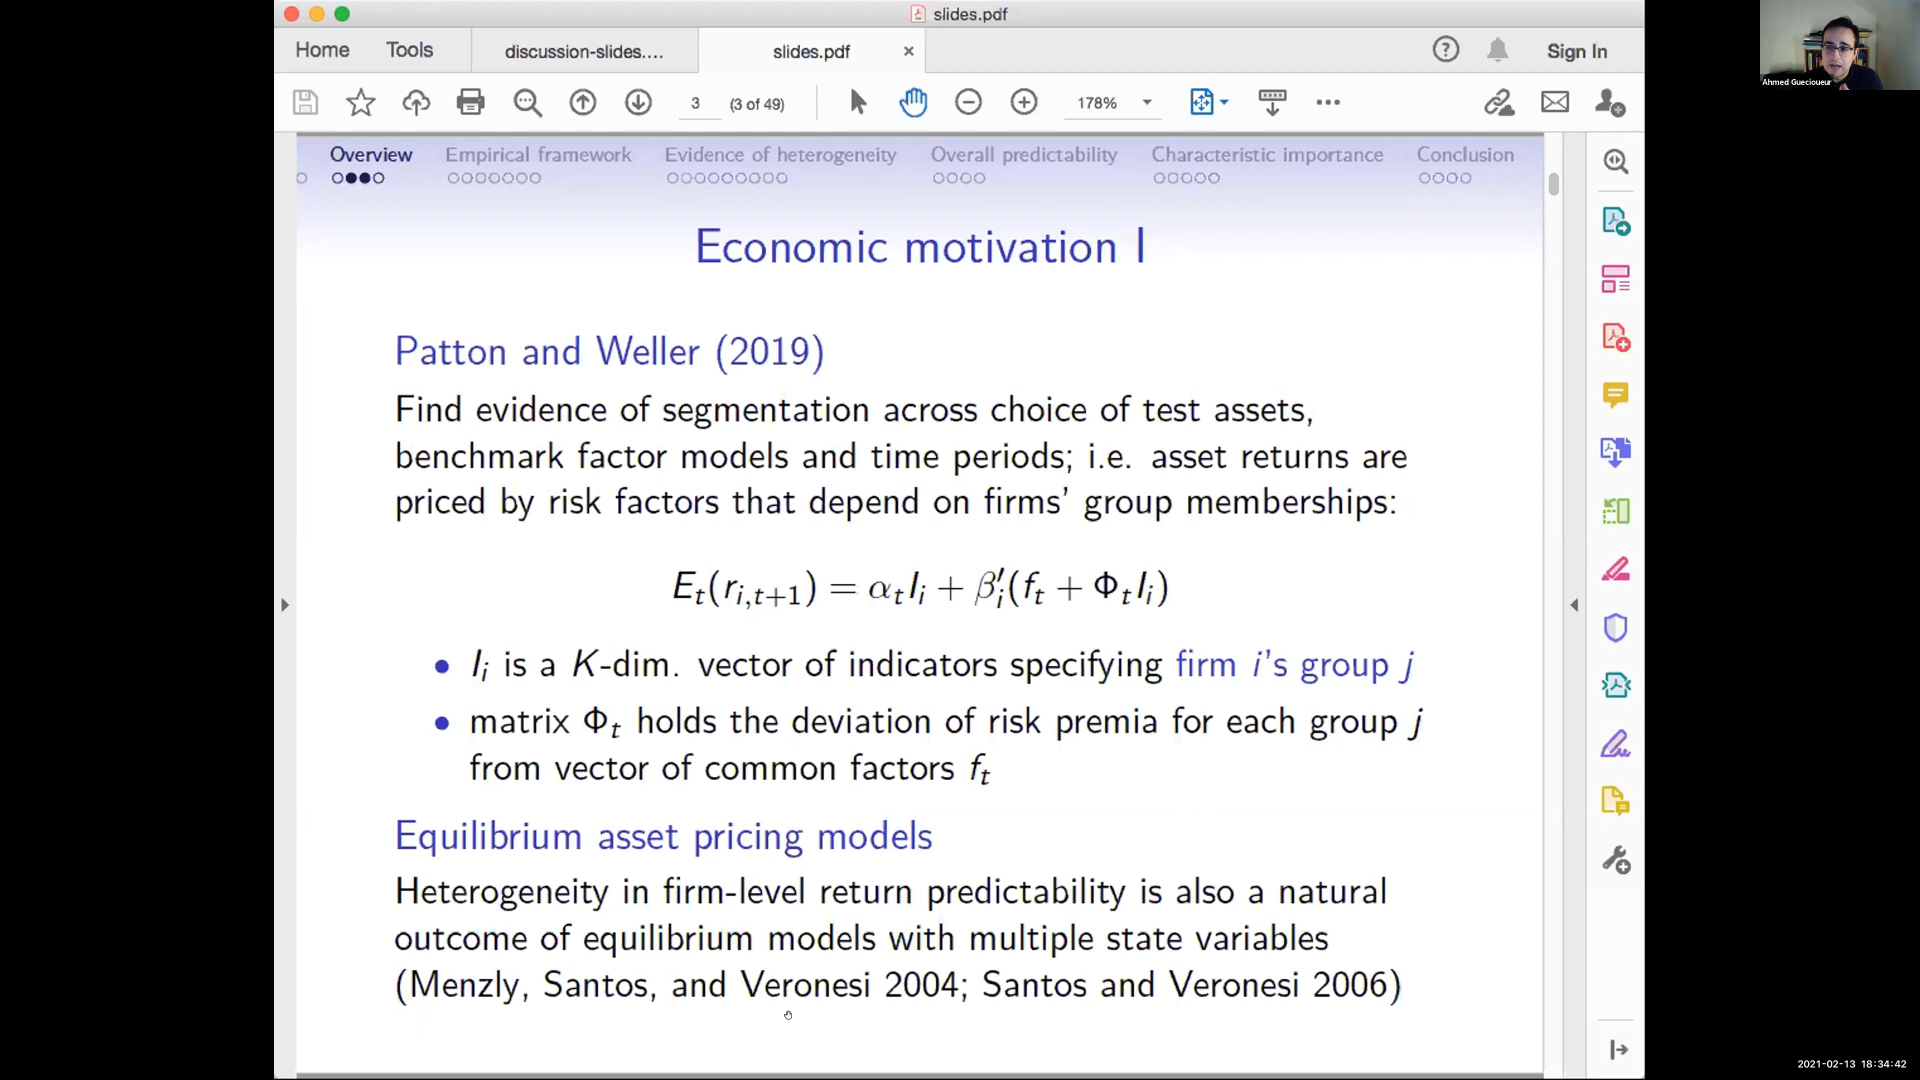 slides.pdf
Home Tools discussion-slides.... slides.pdf × Sign In
3 (3 of 49) 178%
Ahmed Guecioueur
Overview Empirical framework Evidence of heterogeneity Overall predictability Characteristic importance Conclusion
Economic motivation I
Patton and Weller (2019)
Find evidence of segmentation across choice of test assets,
benchmark factor models and time periods; i.e. asset returns are
priced by risk factors that depend on firms' group memberships:
E_t(r_{i,t+1}) = α_t I_i + β′_i(f_t + Φ_t I_i)
• I_i is a K-dim. vector of indicators specifying firm i's group j
• matrix Φ_t holds the deviation of risk premia for each group j
from vector of common factors f_t
Equilibrium asset pricing models
Heterogeneity in firm-level return predictability is also a natural
outcome of equilibrium models with multiple state variables
(Menzly, Santos, and Veronesi 2004; Santos and Veronesi 2006)
2021-02-13 18:34:42